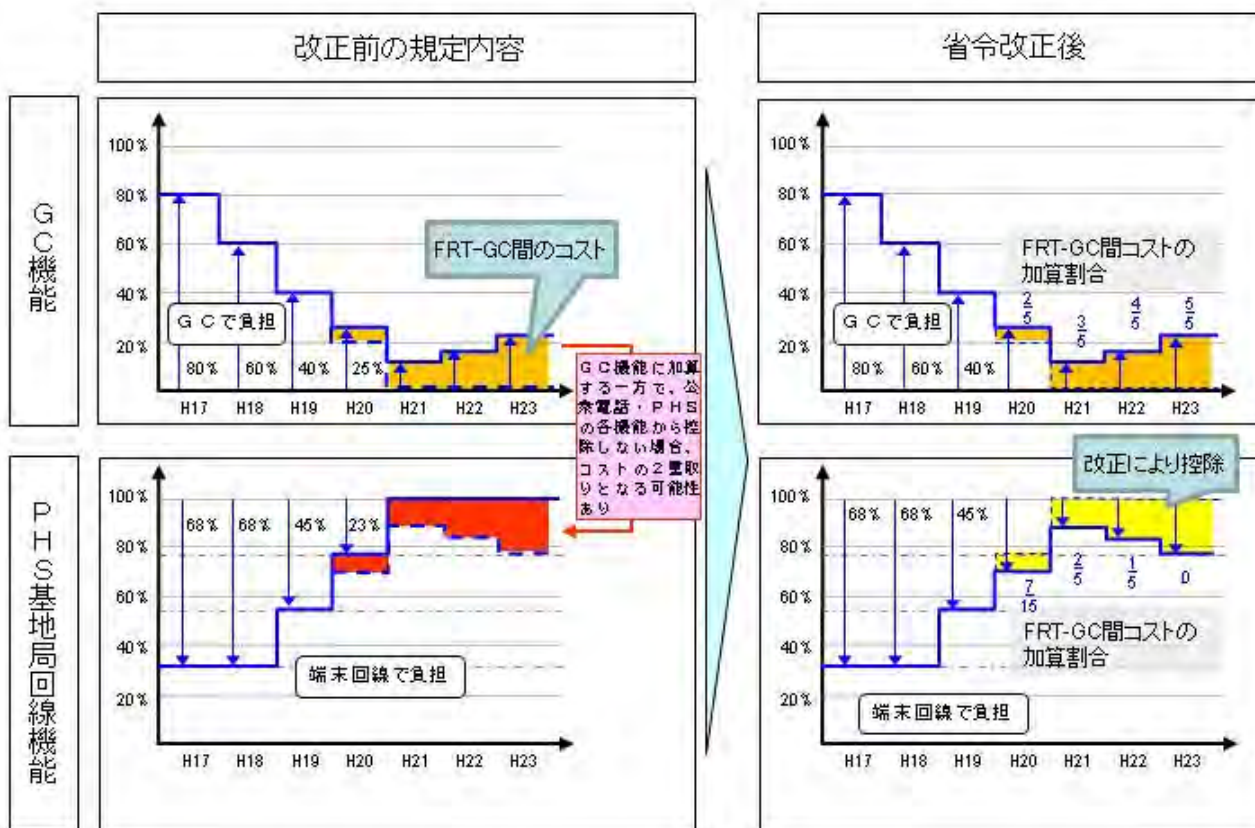 改正前の規定内容
省令改正後
ＧＣ機能
100%
80%
60%
40%
20%
FRT-GC間のコスト
ＧＣで負担
80%
60%
40%
25%
H17
H18
H19
H20
H21
H22
H23
ＧＣ機能に加算
する一方で、公
衆電話・ＰＨＳ
の各機能から控
除しない場合、
コストの２重取
りとなる可能性
あり
100%
80%
60%
40%
20%
FRT-GC間コストの
加算割合
2/5
3/5
4/5
5/5
ＧＣで負担
80%
60%
40%
H17
H18
H19
H20
H21
H22
H23
ＰＨＳ基地局回線機能
100%
80%
60%
40%
20%
68%
68%
45%
23%
端末回線で負担
H17
H18
H19
H20
H21
H22
H23
改正により控除
100%
80%
60%
40%
20%
68%
68%
45%
7/15
2/5
1/5
0
FRT-GC間コストの
加算割合
端末回線で負担
H17
H18
H19
H20
H21
H22
H23